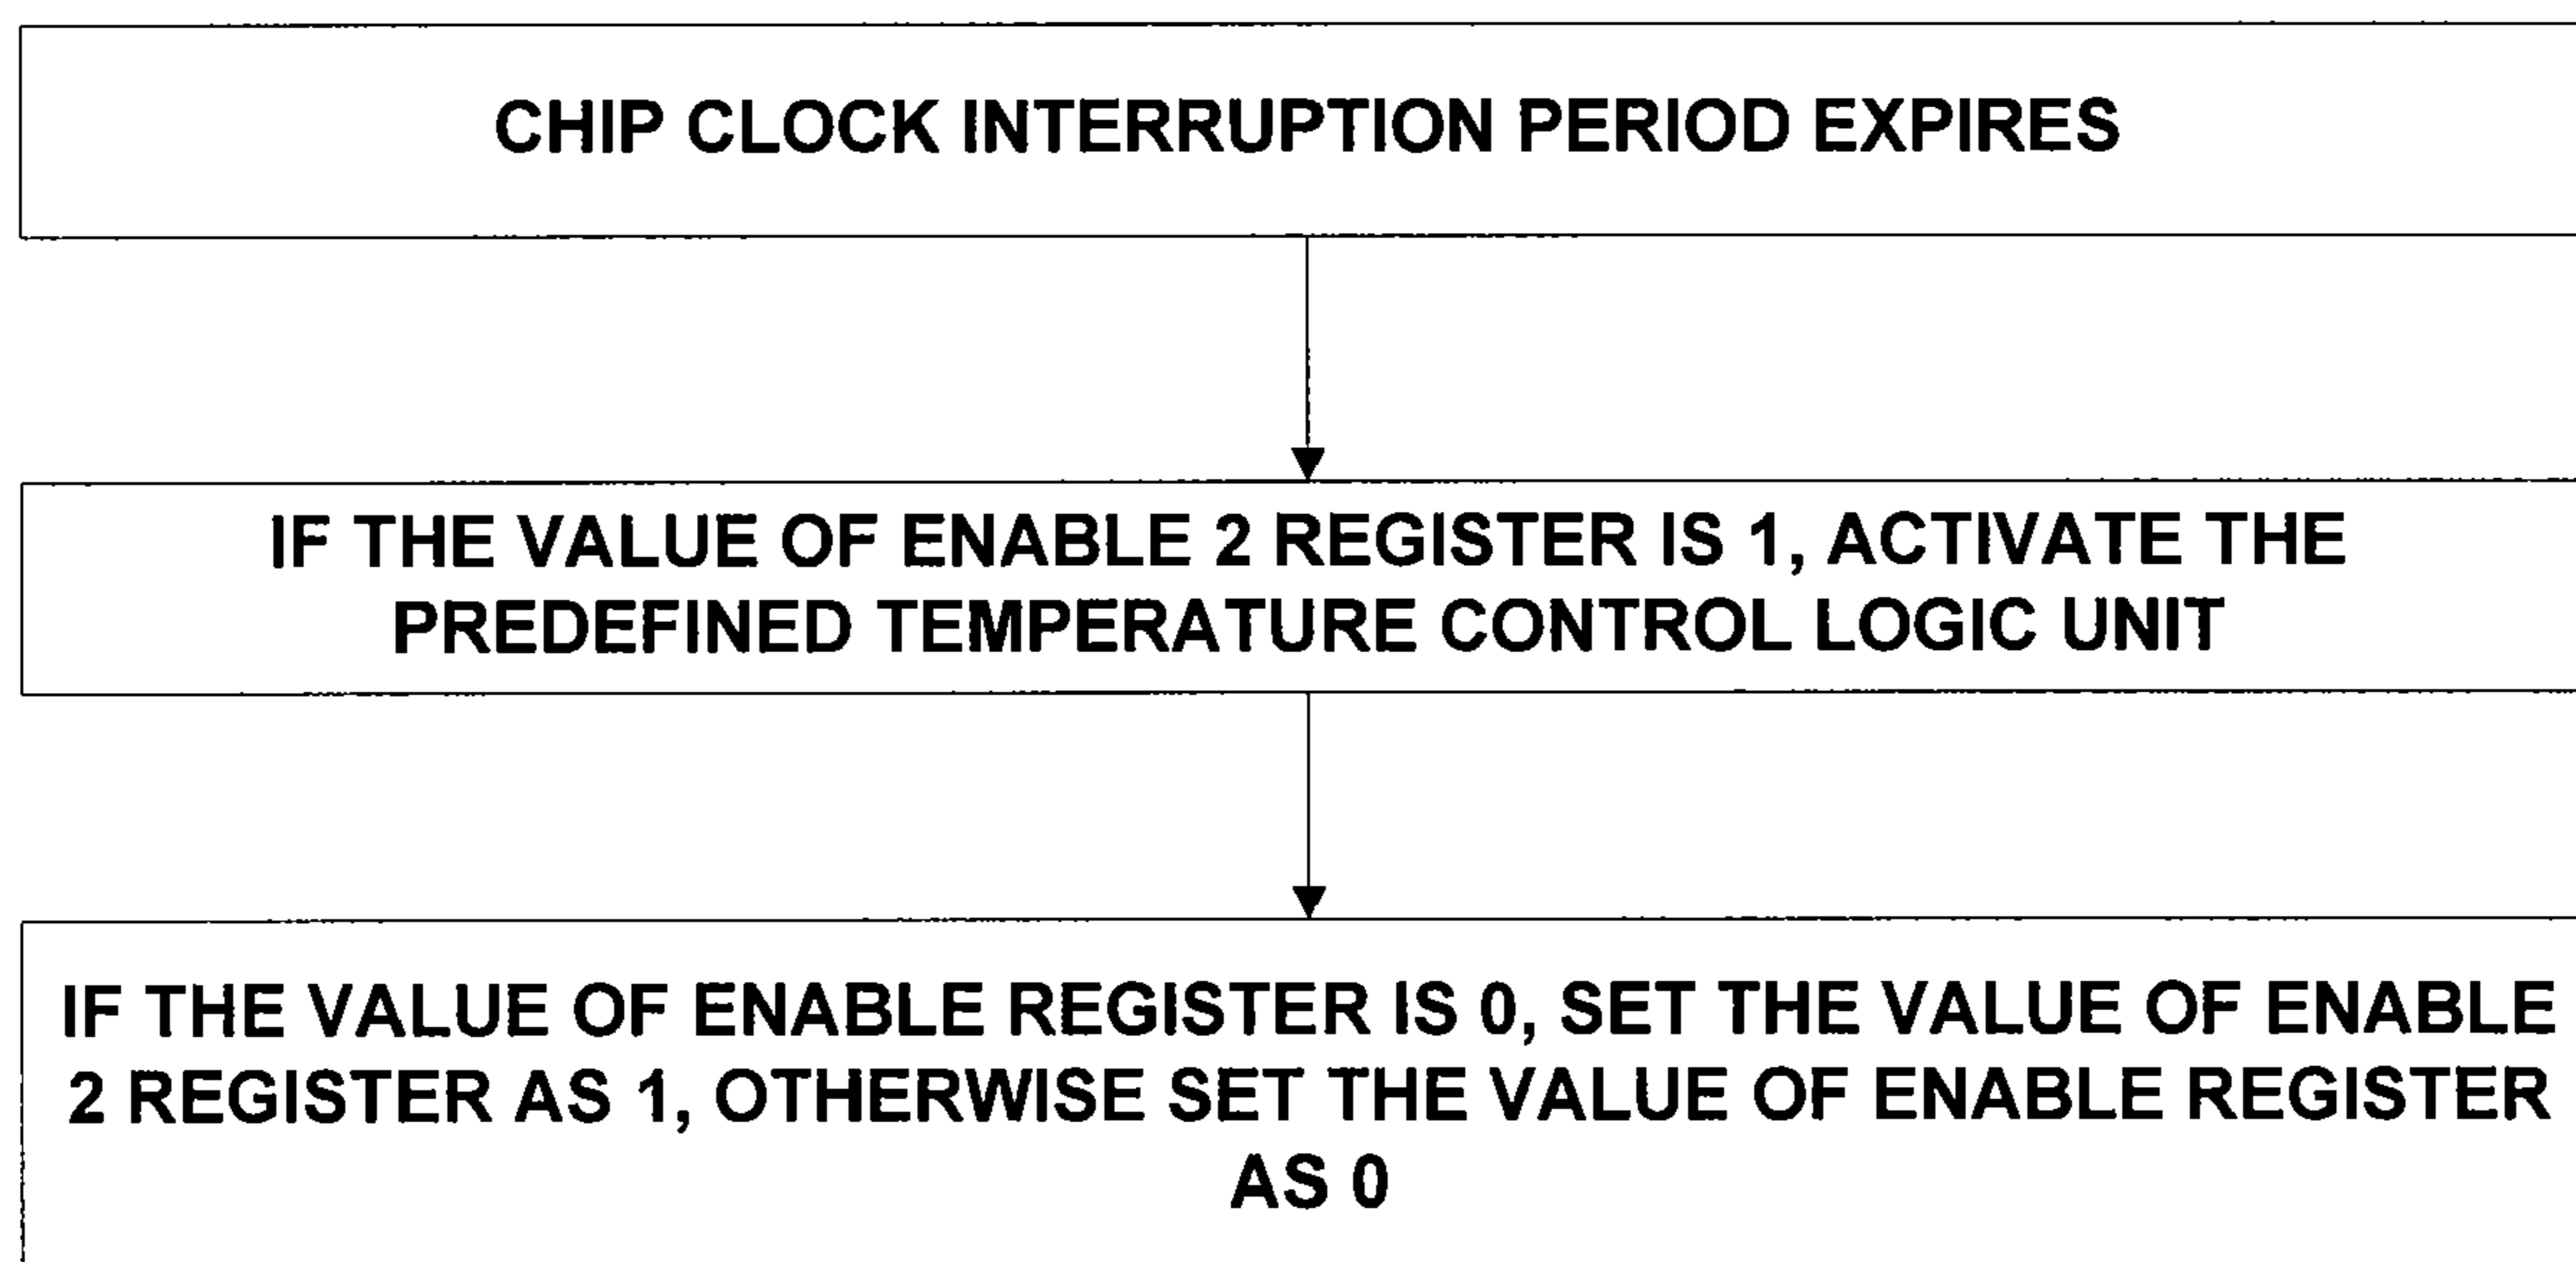 CHIP CLOCK INTERRUPTION PERIOD EXPIRES
IF THE VALUE OF ENABLE 2 REGISTER IS 1, ACTIVATE THE
PREDEFINED TEMPERATURE CONTROL LOGIC UNIT
IF THE VALUE OF ENABLE REGISTER IS 0, SET THE VALUE OF ENABLE
2 REGISTER AS 1, OTHERWISE SET THE VALUE OF ENABLE REGISTER
AS 0